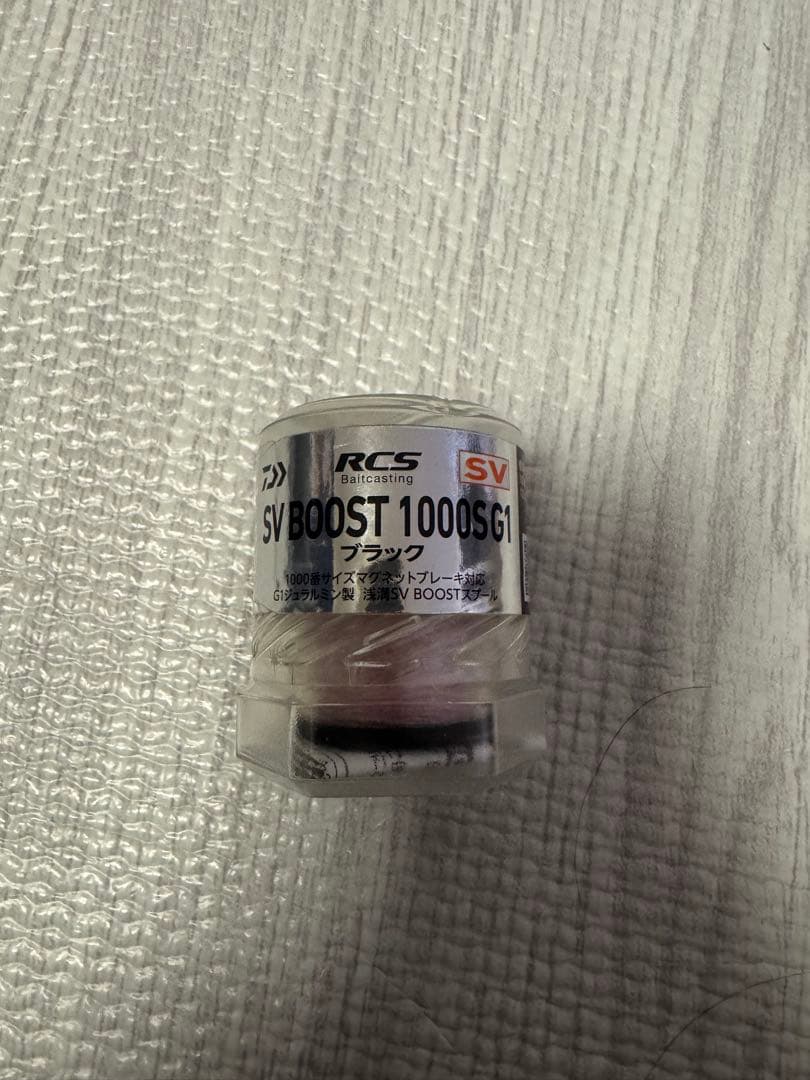 RCS
Baitcasting
SV
SV BOOST 1000SG1
ブラック
1000番サイズマグネットブレーキ対応
G1ジュラルミン製 浅溝SV BOOSTスプール